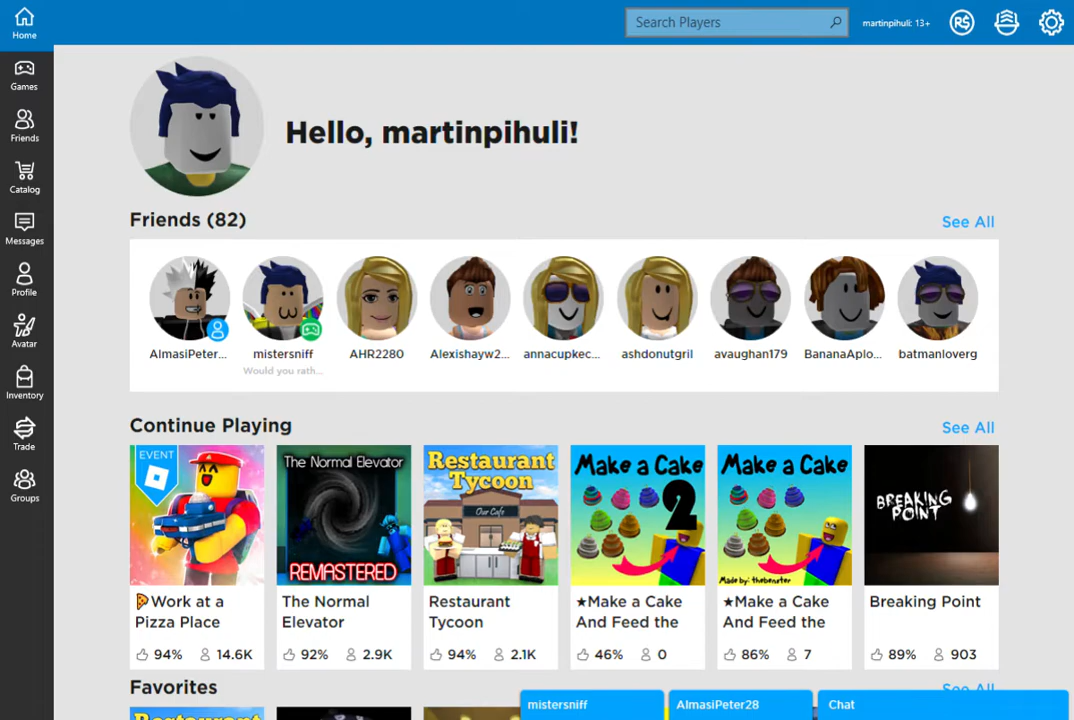 Home
Search Players
martinpihuli: 13+
R$
Games
Friends
Catalog
Messages
Profile
Avatar
Inventory
Trade
Groups
Hello, martinpihuli!
Friends (82)
See All
AlmasiPeter...
mistersniff
Would you rath...
AHR2280
Alexishayw2...
annacupkec...
ashdonutgril
avaughan179
BananaAplo...
batmanloverg
Continue Playing
See All
EVENT
The Normal Elevator
REMASTERED
Restaurant
Tycoon
Our Cafe
Make a Cake
2
Make a Cake
Made by: thebenster
BREAKING
POINT
🍕Work at a
Pizza Place
94% 14.6K
The Normal
Elevator
92% 2.9K
Restaurant
Tycoon
94% 2.1K
★Make a Cake
And Feed the
46% 0
★Make a Cake
And Feed the
86% 7
Breaking Point
89% 903
Favorites
See All
mistersniff
AlmasiPeter28
Chat